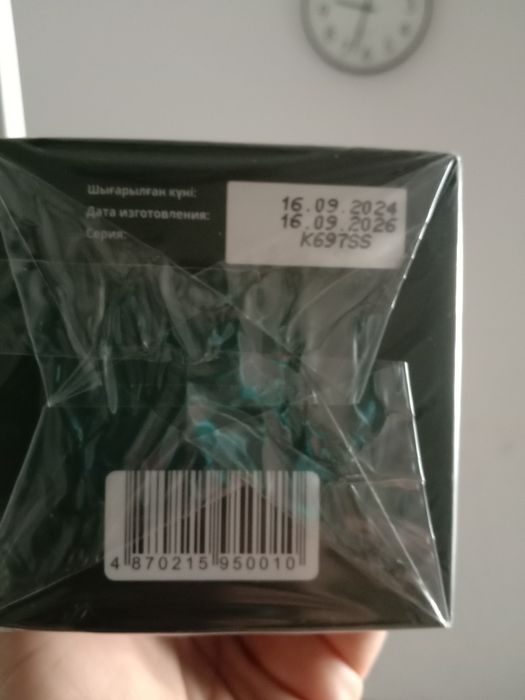 Шығарылған күні:
Дата изготовления:
Серия:
16.09.2024
16.09.2026
K697SS
4 870215 950010